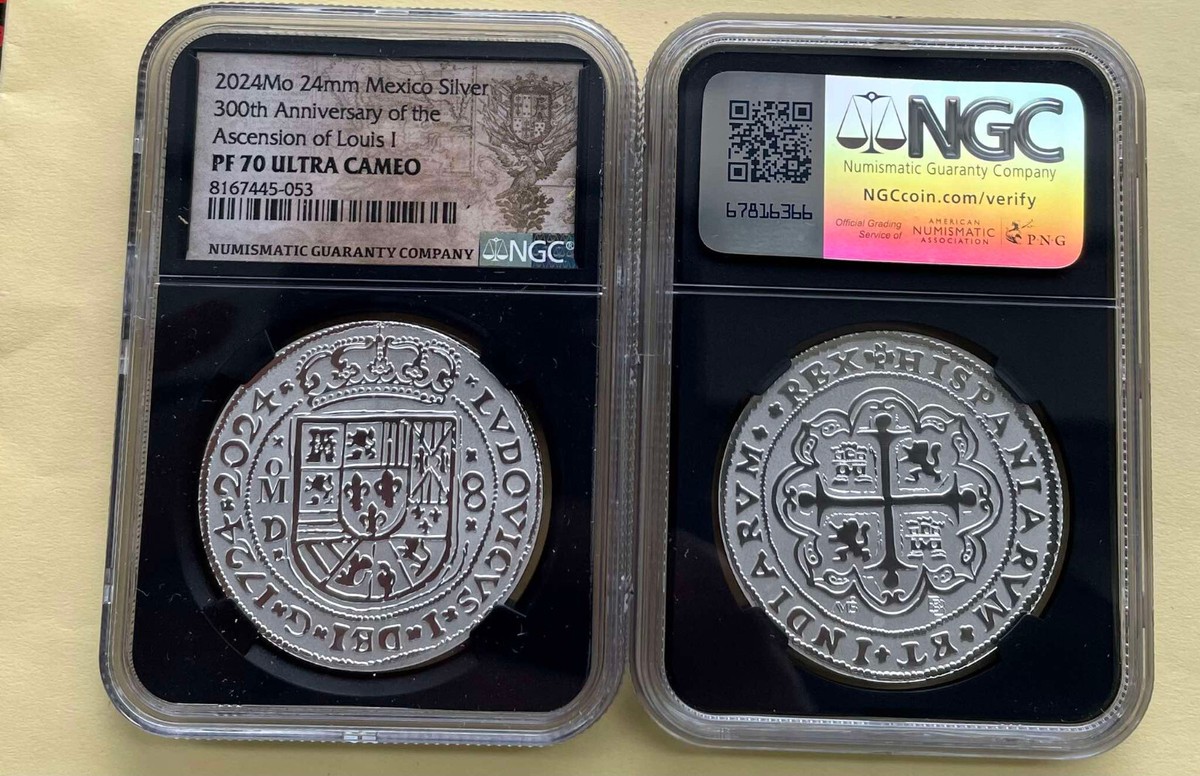 2024Mo 24mm Mexico Silver
300th Anniversary of the
Ascension of Louis I
PF 70 ULTRA CAMEO
8167445-053
NUMISMATIC GUARANTY COMPANY NGC®
LVDOVICVS•I•DEI•G•1724•2024
oM
D
8
NGC
Numismatic Guaranty Company
NGCcoin.com/verify
67816366
Official Grading
Service of
AMERICAN
NUMISMATIC
ASSOCIATION
PNG
HISPANIARVM•ET•INDIARVM•REX